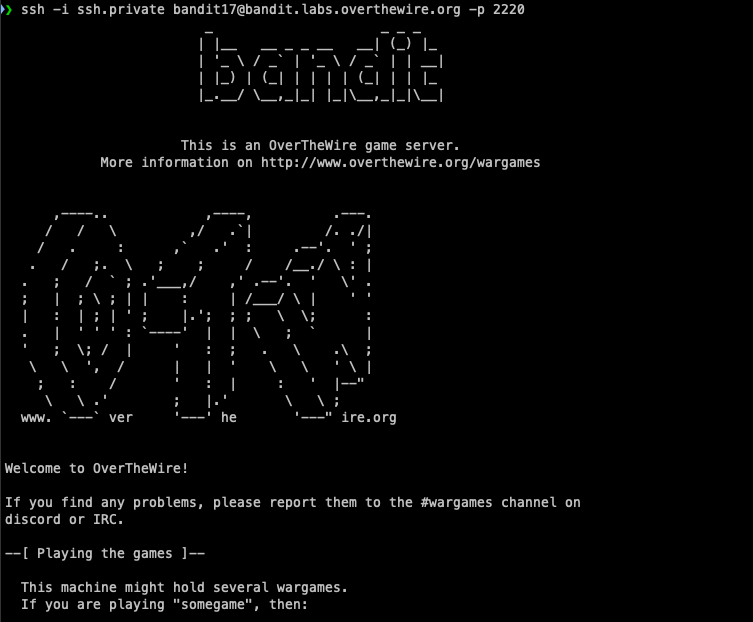 ❯ ssh -i ssh.private bandit17@bandit.labs.overthewire.org -p 2220
bandit
This is an OverTheWire game server.
More information on http://www.overthewire.org/wargames
www. ver he ire.org
Welcome to OverTheWire!
If you find any problems, please report them to the #wargames channel on
discord or IRC.
--[ Playing the games ]--
This machine might hold several wargames.
If you are playing "somegame", then: